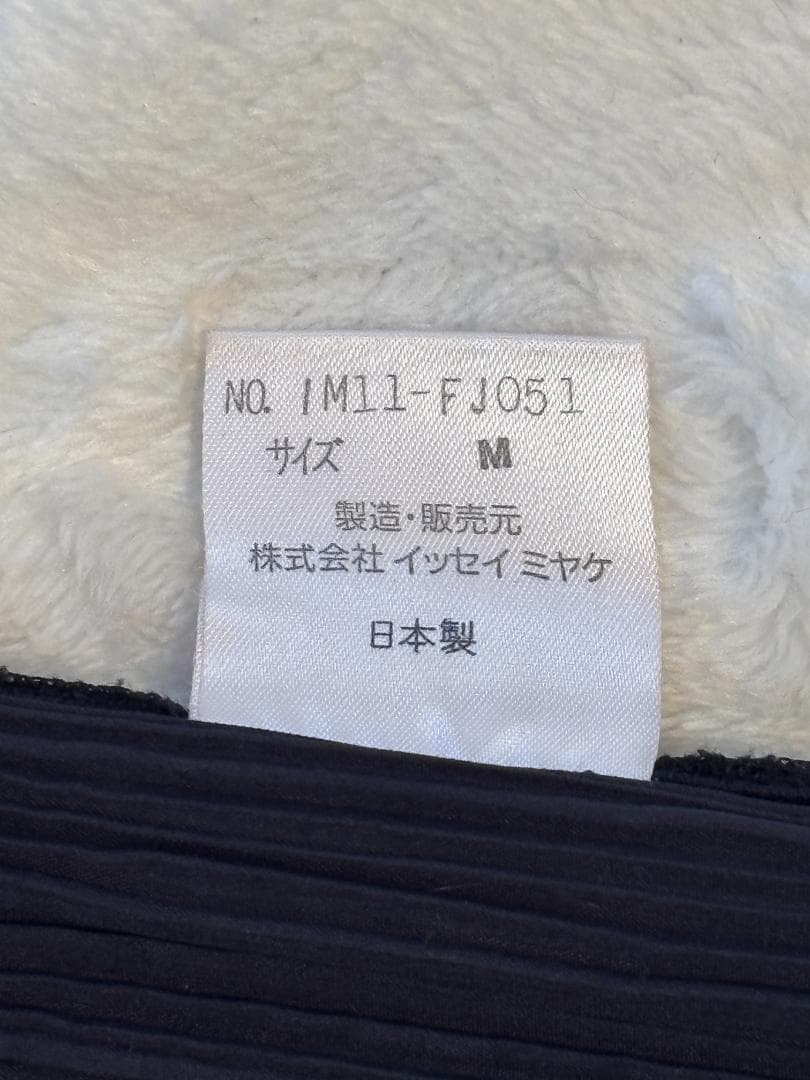 NO. IM11-FJ051
サイズ M
製造・販売元
株式会社 イッセイ ミヤケ
日本製